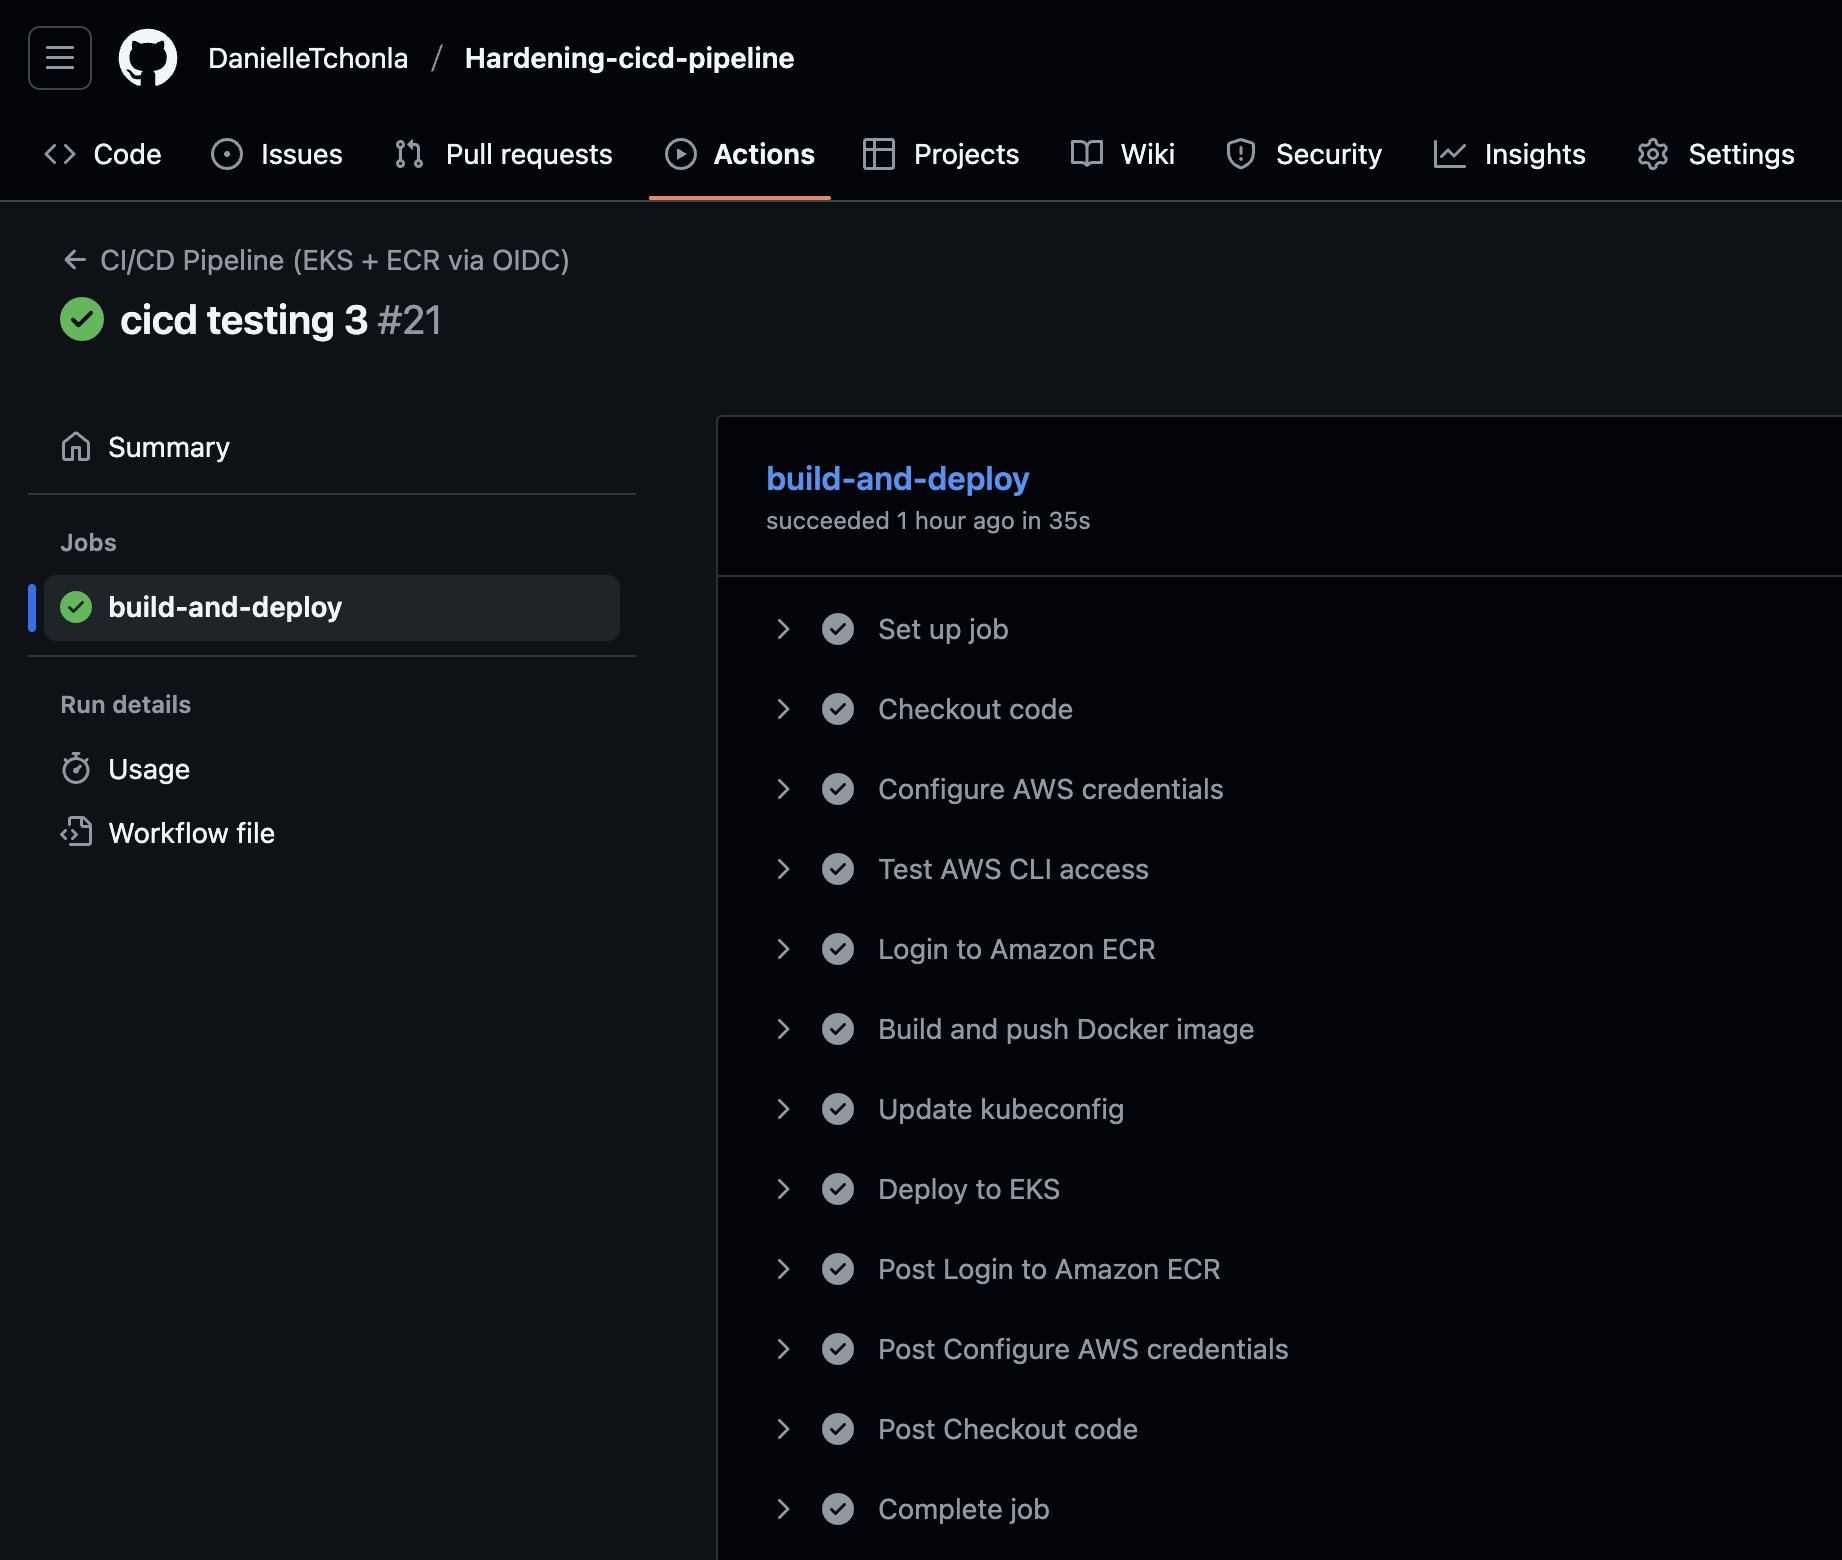 DanielleTchonla / Hardening-cicd-pipeline
Code Issues Pull requests Actions Projects Wiki Security Insights Settings
CI/CD Pipeline (EKS + ECR via OIDC)
cicd testing 3 #21
Summary
Jobs
build-and-deploy
Run details
Usage
Workflow file
build-and-deploy
succeeded 1 hour ago in 35s
Set up job
Checkout code
Configure AWS credentials
Test AWS CLI access
Login to Amazon ECR
Build and push Docker image
Update kubeconfig
Deploy to EKS
Post Login to Amazon ECR
Post Configure AWS credentials
Post Checkout code
Complete job